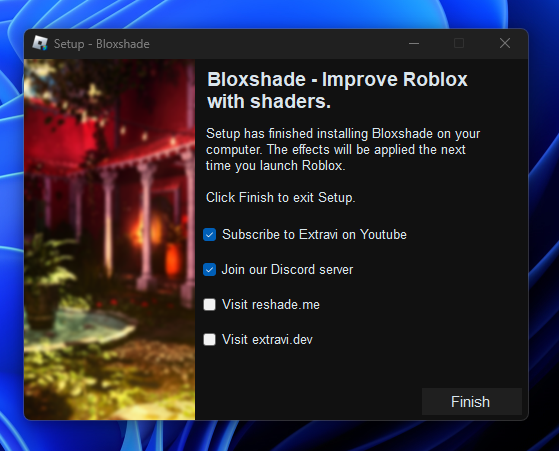 Setup - Bloxshade
Bloxshade - Improve Roblox
with shaders.
Setup has finished installing Bloxshade on your
computer. The effects will be applied the next
time you launch Roblox.
Click Finish to exit Setup.
Subscribe to Extravi on Youtube
Join our Discord server
Visit reshade.me
Visit extravi.dev
Finish